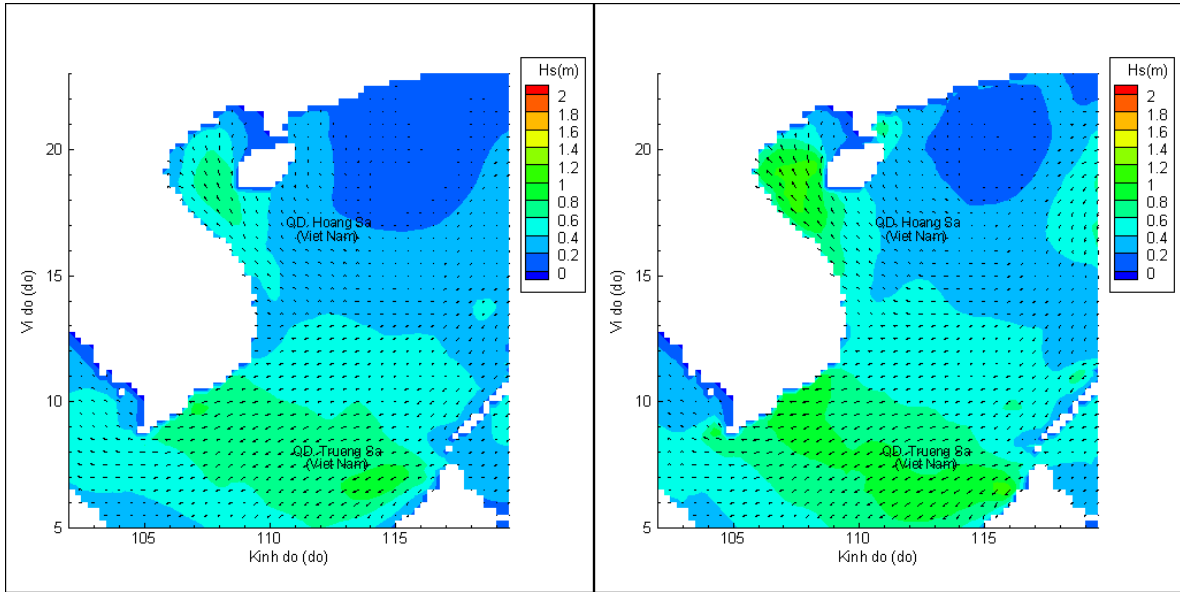 Hs(m)
2
1.8
1.6
1.4
1.2
1
0.8
0.6
0.4
0.2
0
20
15
10
5
Vi do (do)
QD. Hoang Sa
(Viet Nam)
QD. Truong Sa
(Viet Nam)
105
110
115
Kinh do (do)
Hs(m)
2
1.8
1.6
1.4
1.2
1
0.8
0.6
0.4
0.2
0
20
15
10
5
Vi do (do)
QD. Hoang Sa
(Viet Nam)
QD. Truong Sa
(Viet Nam)
105
110
115
Kinh do (do)